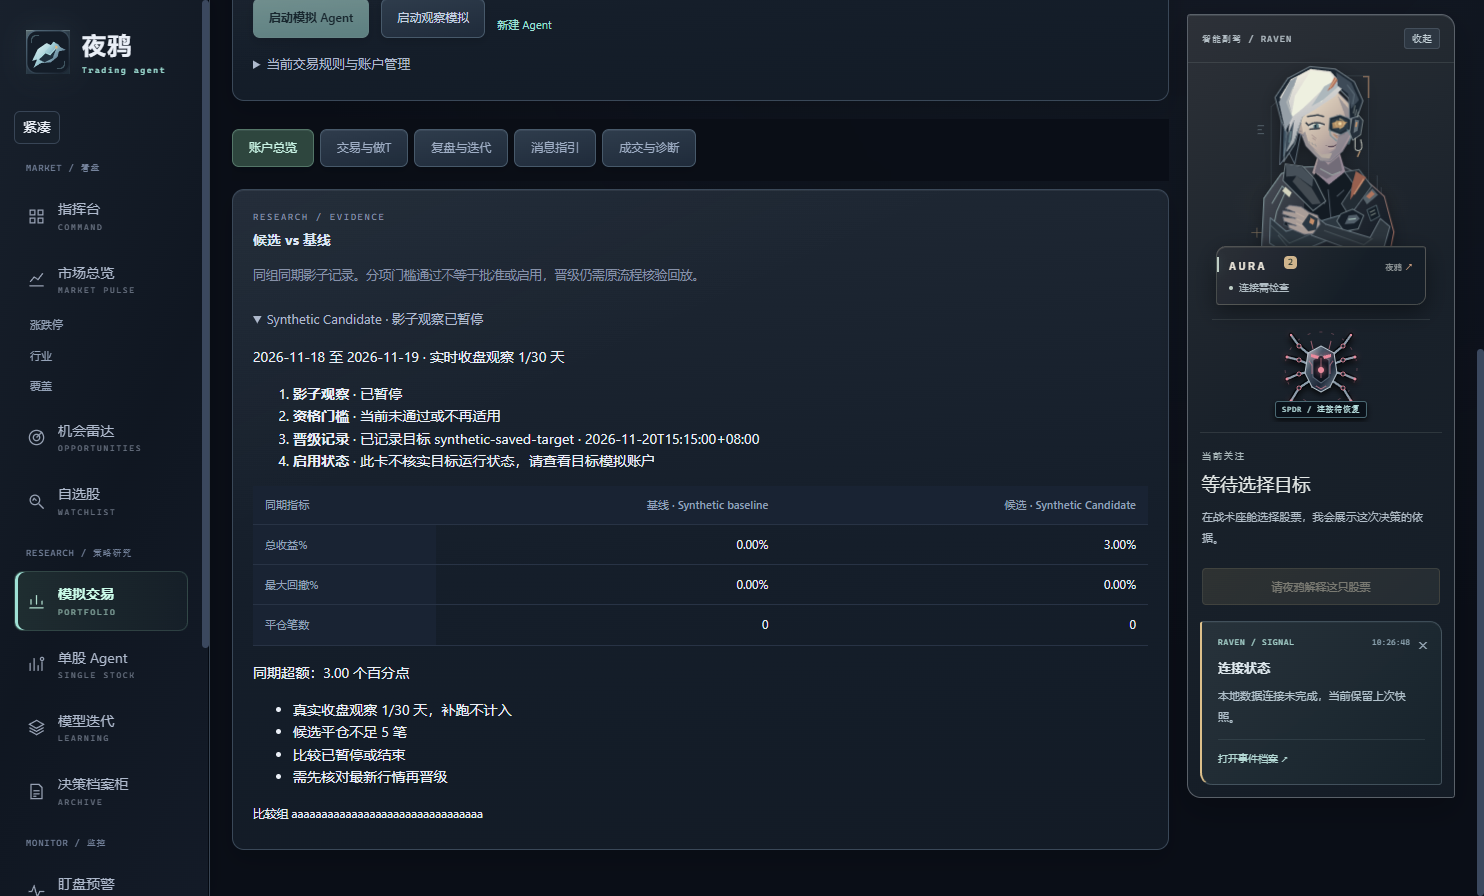 夜鸦
Trading agent
紧凑
MARKET / 看盘
指挥台
COMMAND
市场总览
MARKET PULSE
涨跌停
行业
覆盖
机会雷达
OPPORTUNITIES
自选股
WATCHLIST
RESEARCH / 策略研究
模拟交易
PORTFOLIO
单股 Agent
SINGLE STOCK
模型迭代
LEARNING
决策档案柜
ARCHIVE
MONITOR / 监控
盯盘预警
启动模拟 Agent
启动观察模拟
新建 Agent
▶ 当前交易规则与账户管理
账户总览
交易与做T
复盘与迭代
消息指引
成交与诊断
RESEARCH / EVIDENCE
候选 vs 基线
同组同期影子记录。分项门槛通过不等于批准或启用，晋级仍需原流程核验回放。
▼ Synthetic Candidate · 影子观察已暂停
2026-11-18 至 2026-11-19 · 实时收盘观察 1/30 天
1. 影子观察 · 已暂停
2. 资格门槛 · 当前未通过或不再适用
3. 晋级记录 · 已记录目标 synthetic-saved-target · 2026-11-20T15:15:00+08:00
4. 启用状态 · 此卡不核实目标运行状态，请查看目标模拟账户
同期指标 基线 · Synthetic baseline 候选 · Synthetic Candidate
总收益% 0.00% 3.00%
最大回撤% 0.00% 0.00%
平仓笔数 0 0
同期超额：3.00 个百分点
• 真实收盘观察 1/30 天，补跑不计入
• 候选平仓不足 5 笔
• 比较已暂停或结束
• 需先核对最新行情再晋级
比较组 aaaaaaaaaaaaaaaaaaaaaaaaaaaaaaaa
智能副驾 / RAVEN
收起
AURA 2 夜鸦 ↗
• 连接需检查
SPDR / 连接待恢复
当前关注
等待选择目标
在战术座舱选择股票，我会展示这次决策的依
据。
请夜鸦解释这只股票
RAVEN / SIGNAL 10:26:48 ×
连接状态
本地数据连接未完成，当前保留上次快
照。
打开事件档案 ↗